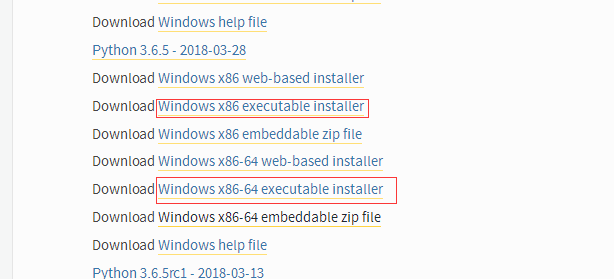 Download Windows help file
Python 3.6.5 - 2018-03-28
Download Windows x86 web-based installer
Download Windows x86 executable installer
Download Windows x86 embeddable zip file
Download Windows x86-64 web-based installer
Download Windows x86-64 executable installer
Download Windows x86-64 embeddable zip file
Download Windows help file
Python 3.6.5rc1 - 2018-03-13